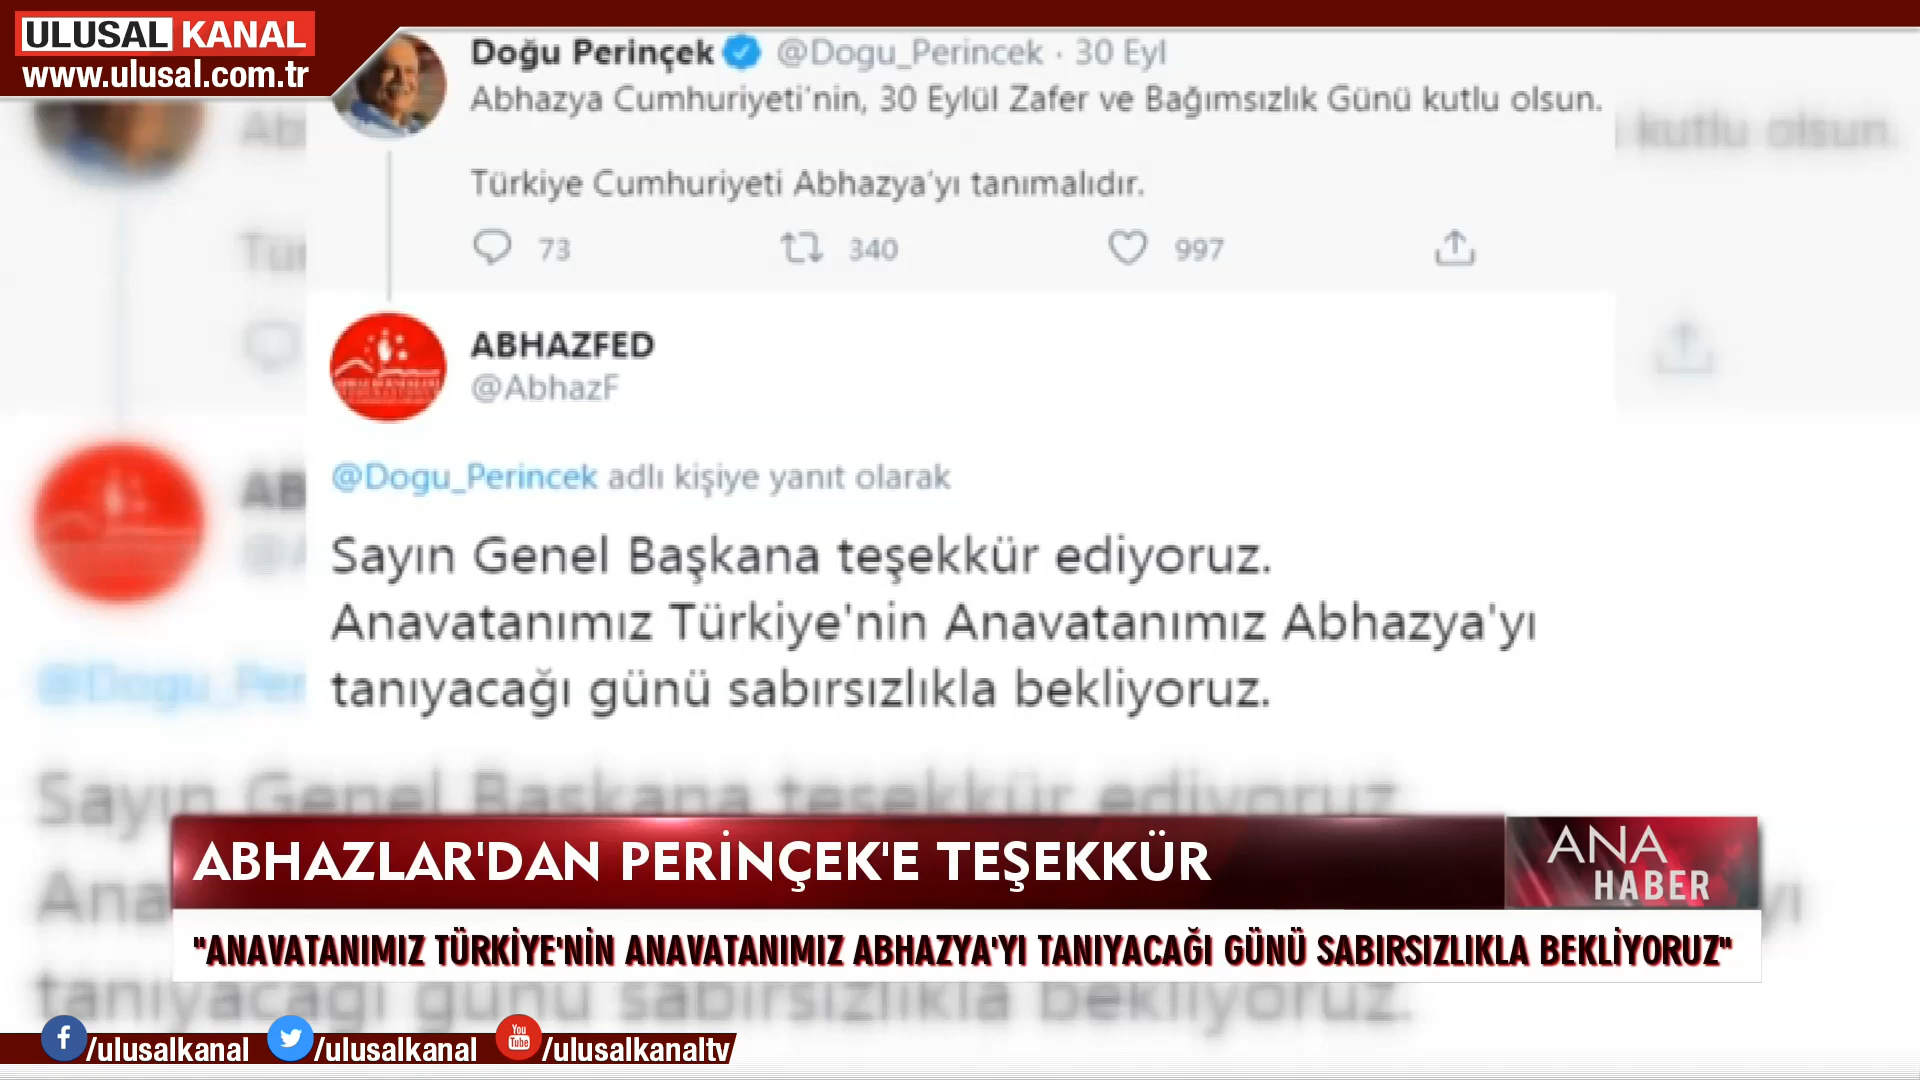 ULUSAL KANAL
www.ulusal.com.tr
Doğu Perinçek @Dogu_Perincek · 30 Eyl
Abhazya Cumhuriyeti'nin, 30 Eylül Zafer ve Bağımsızlık Günü kutlu olsun.
Türkiye Cumhuriyeti Abhazya'yı tanımalıdır.
73 340 997
ABHAZFED
@AbhazF
@Dogu_Perincek adlı kişiye yanıt olarak
Sayın Genel Başkana teşekkür ediyoruz.
Anavatanımız Türkiye'nin Anavatanımız Abhazya'yı
tanıyacağı günü sabırsızlıkla bekliyoruz.
ABHAZLAR'DAN PERİNÇEK'E TEŞEKKÜR
ANA
HABER
"ANAVATANIMIZ TÜRKİYE'NİN ANAVATANIMIZ ABHAZYA'YI TANIYACAĞI GÜNÜ SABIRSIZLIKLA BEKLİYORUZ"
/ulusalkanal /ulusalkanal You Tube /ulusalkanaltv